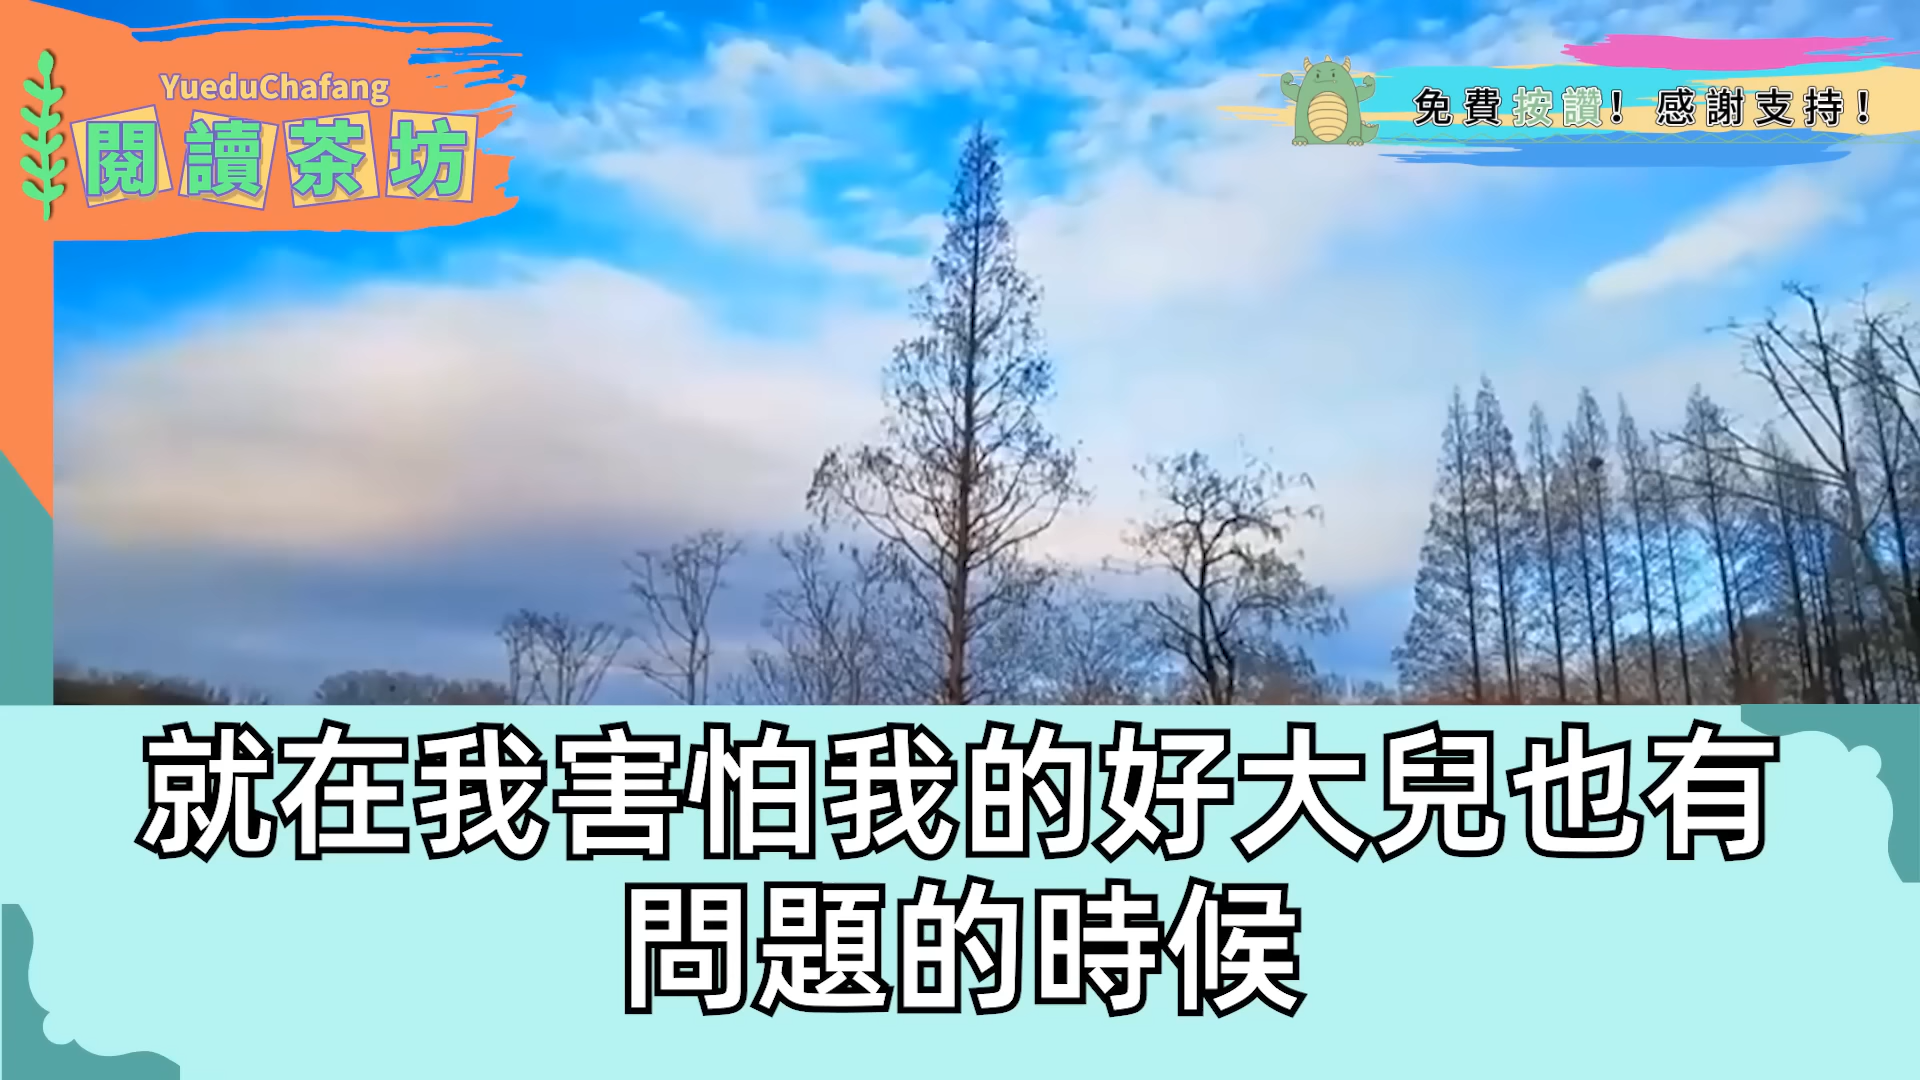 YueduChafang
閱讀茶坊
免費按讚！感謝支持！
就在我害怕我的好大兒也有
問題的時候